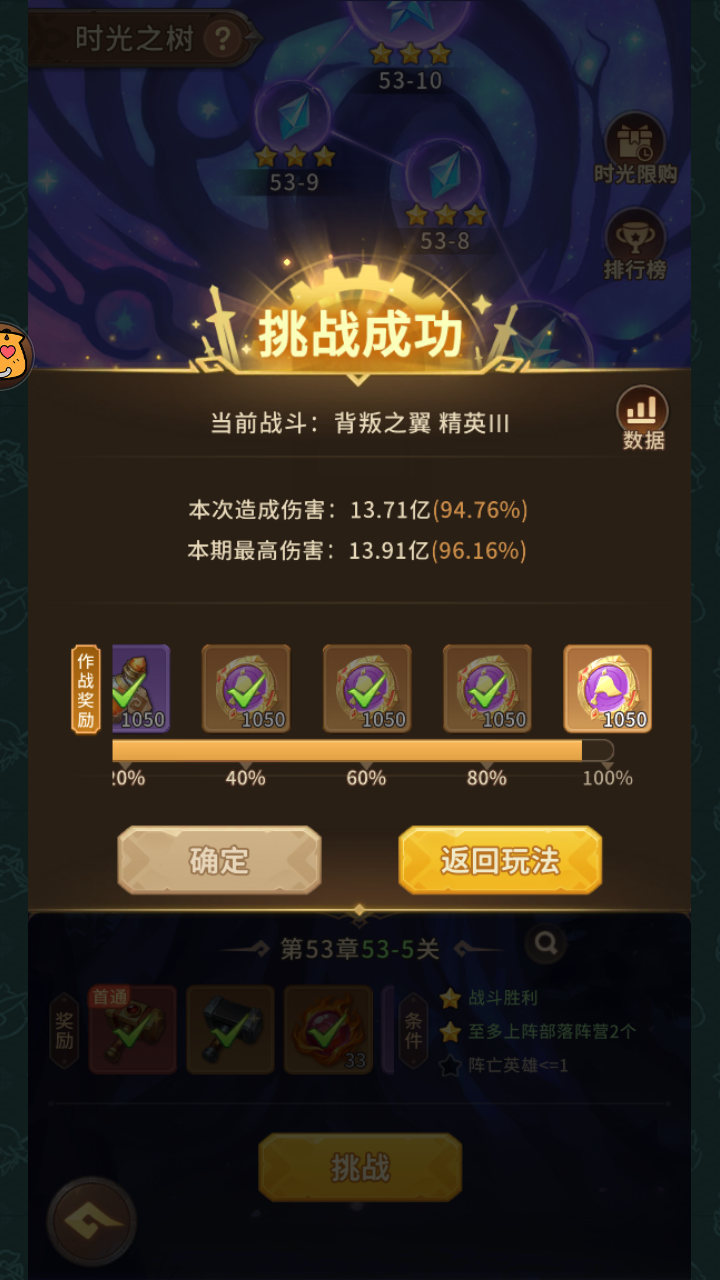 时光之树 ?
53-10
53-9
53-8
时光限购
排行榜
挑战成功
当前战斗：背叛之翼 精英III
数据
本次造成伤害：13.71亿(94.76%)
本期最高伤害：13.91亿(96.16%)
作战奖励
1050 1050 1050 1050 1050
20% 40% 60% 80% 100%
确定 返回玩法
第53章53-5关
奖励
首通
33
条件
战斗胜利
至多上阵部落阵营2个
阵亡英雄<=1
挑战